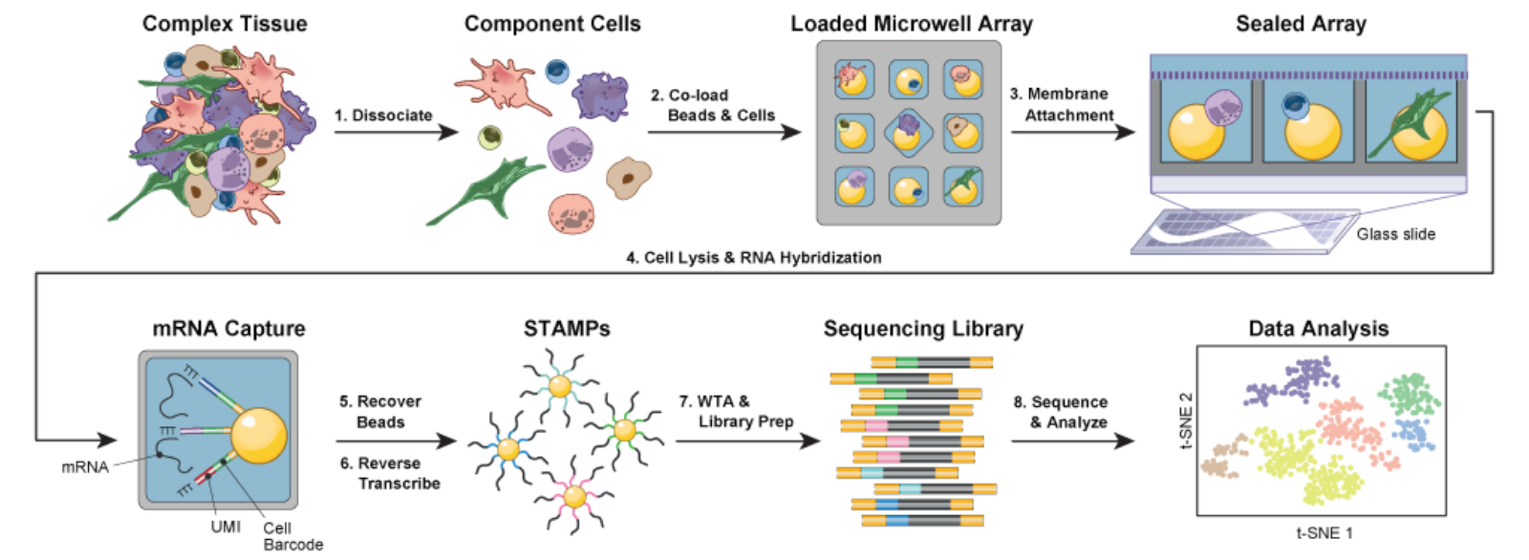 Complex Tissue
Component Cells
Loaded Microwell Array
Sealed Array
1. Dissociate
2. Co-load
Beads & Cells
3. Membrane
Attachment
Glass slide
4. Cell Lysis & RNA Hybridization
mRNA Capture
STAMPs
Sequencing Library
Data Analysis
TTT
TTT
TTT
mRNA
UMI
Cell
Barcode
5. Recover
Beads
6. Reverse
Transcribe
7. WTA &
Library Prep
8. Sequence
& Analyze
t-SNE 2
t-SNE 1